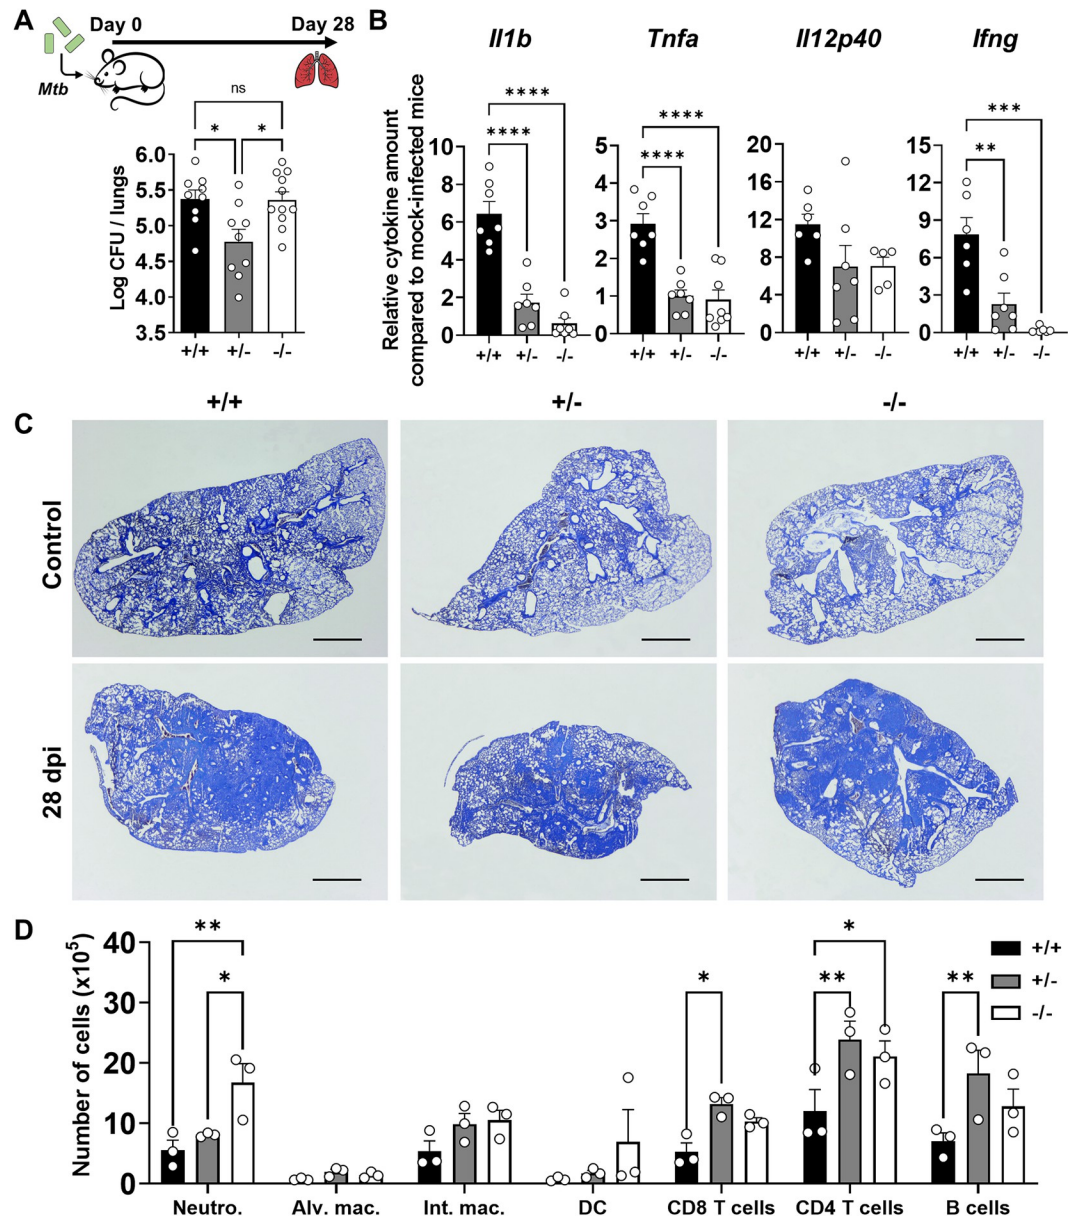 A
Day 0
Day 28
Mtb
ns
*
*
Log CFU / lungs
6.0
5.5
5.0
4.5
4.0
3.5
+/+
+/-
-/-
B
Relative cytokine amount
compared to mock-infected mice
Il1b
****
****
10
8
6
4
2
0
+/+
+/-
-/-
Tnfa
****
****
5
4
3
2
1
0
+/+
+/-
-/-
Il12p40
20
16
12
8
4
0
+/+
+/-
-/-
Ifng
***
**
15
12
9
6
3
0
+/+
+/-
-/-
C
+/+
+/-
-/-
Control
28 dpi
D
Number of cells (x10⁵)
40
30
20
10
0
**
*
*
*
**
**
+/+
+/-
-/-
Neutro.
Alv. mac.
Int. mac.
DC
CD8 T cells
CD4 T cells
B cells